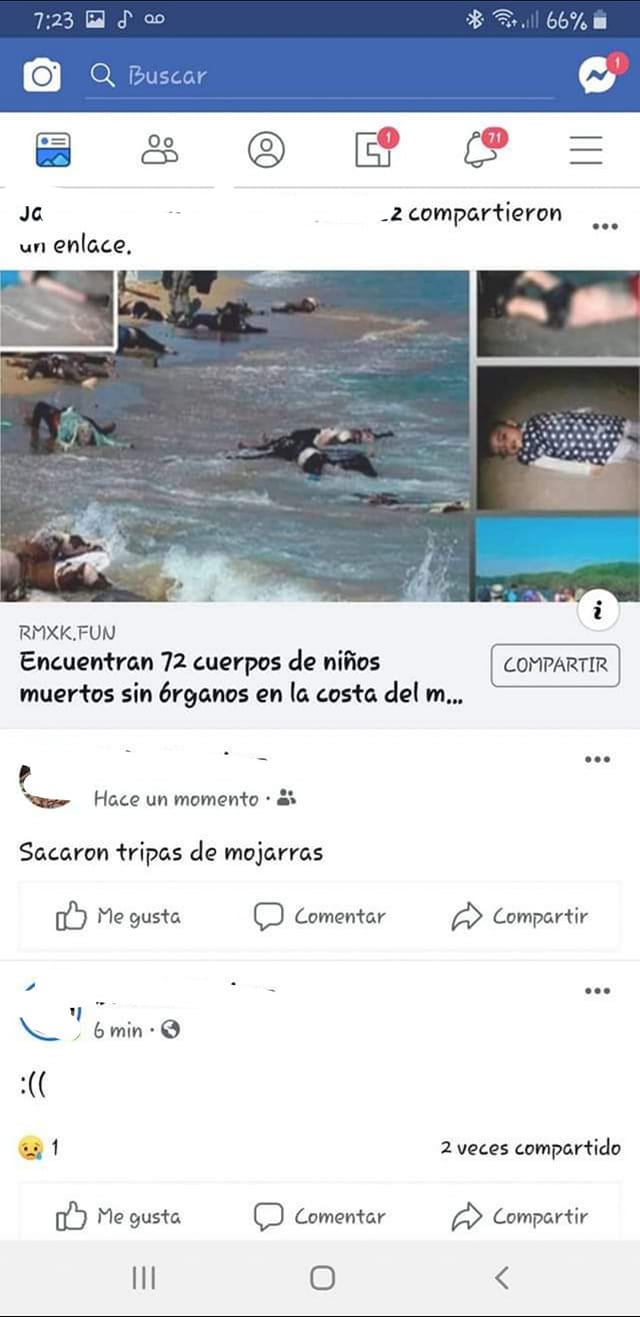 7:23
66%
Buscar
1
1
71
Ja
2 compartieron
un enlace.
RMXK.FUN
Encuentran 72 cuerpos de niños
muertos sin órganos en la costa del m...
COMPARTIR
Hace un momento ·
Sacaron tripas de mojarras
Me gusta
Comentar
Compartir
6 min ·
:((
1
2 veces compartido
Me gusta
Comentar
Compartir